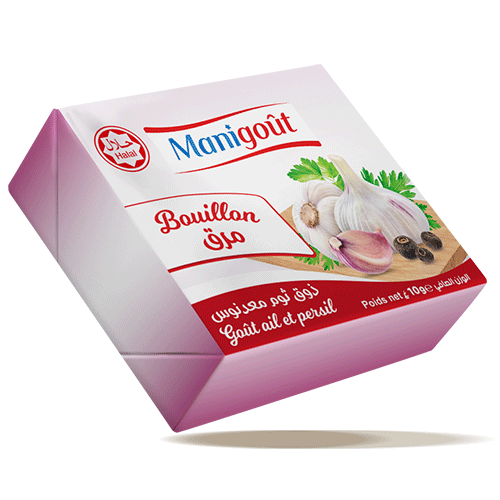 حلال
Halal
Manigoût
Bouillon
مرق
ذوق ثوم معدنوس
Goût ail et persil
Poids net 10g الوزن الصافي